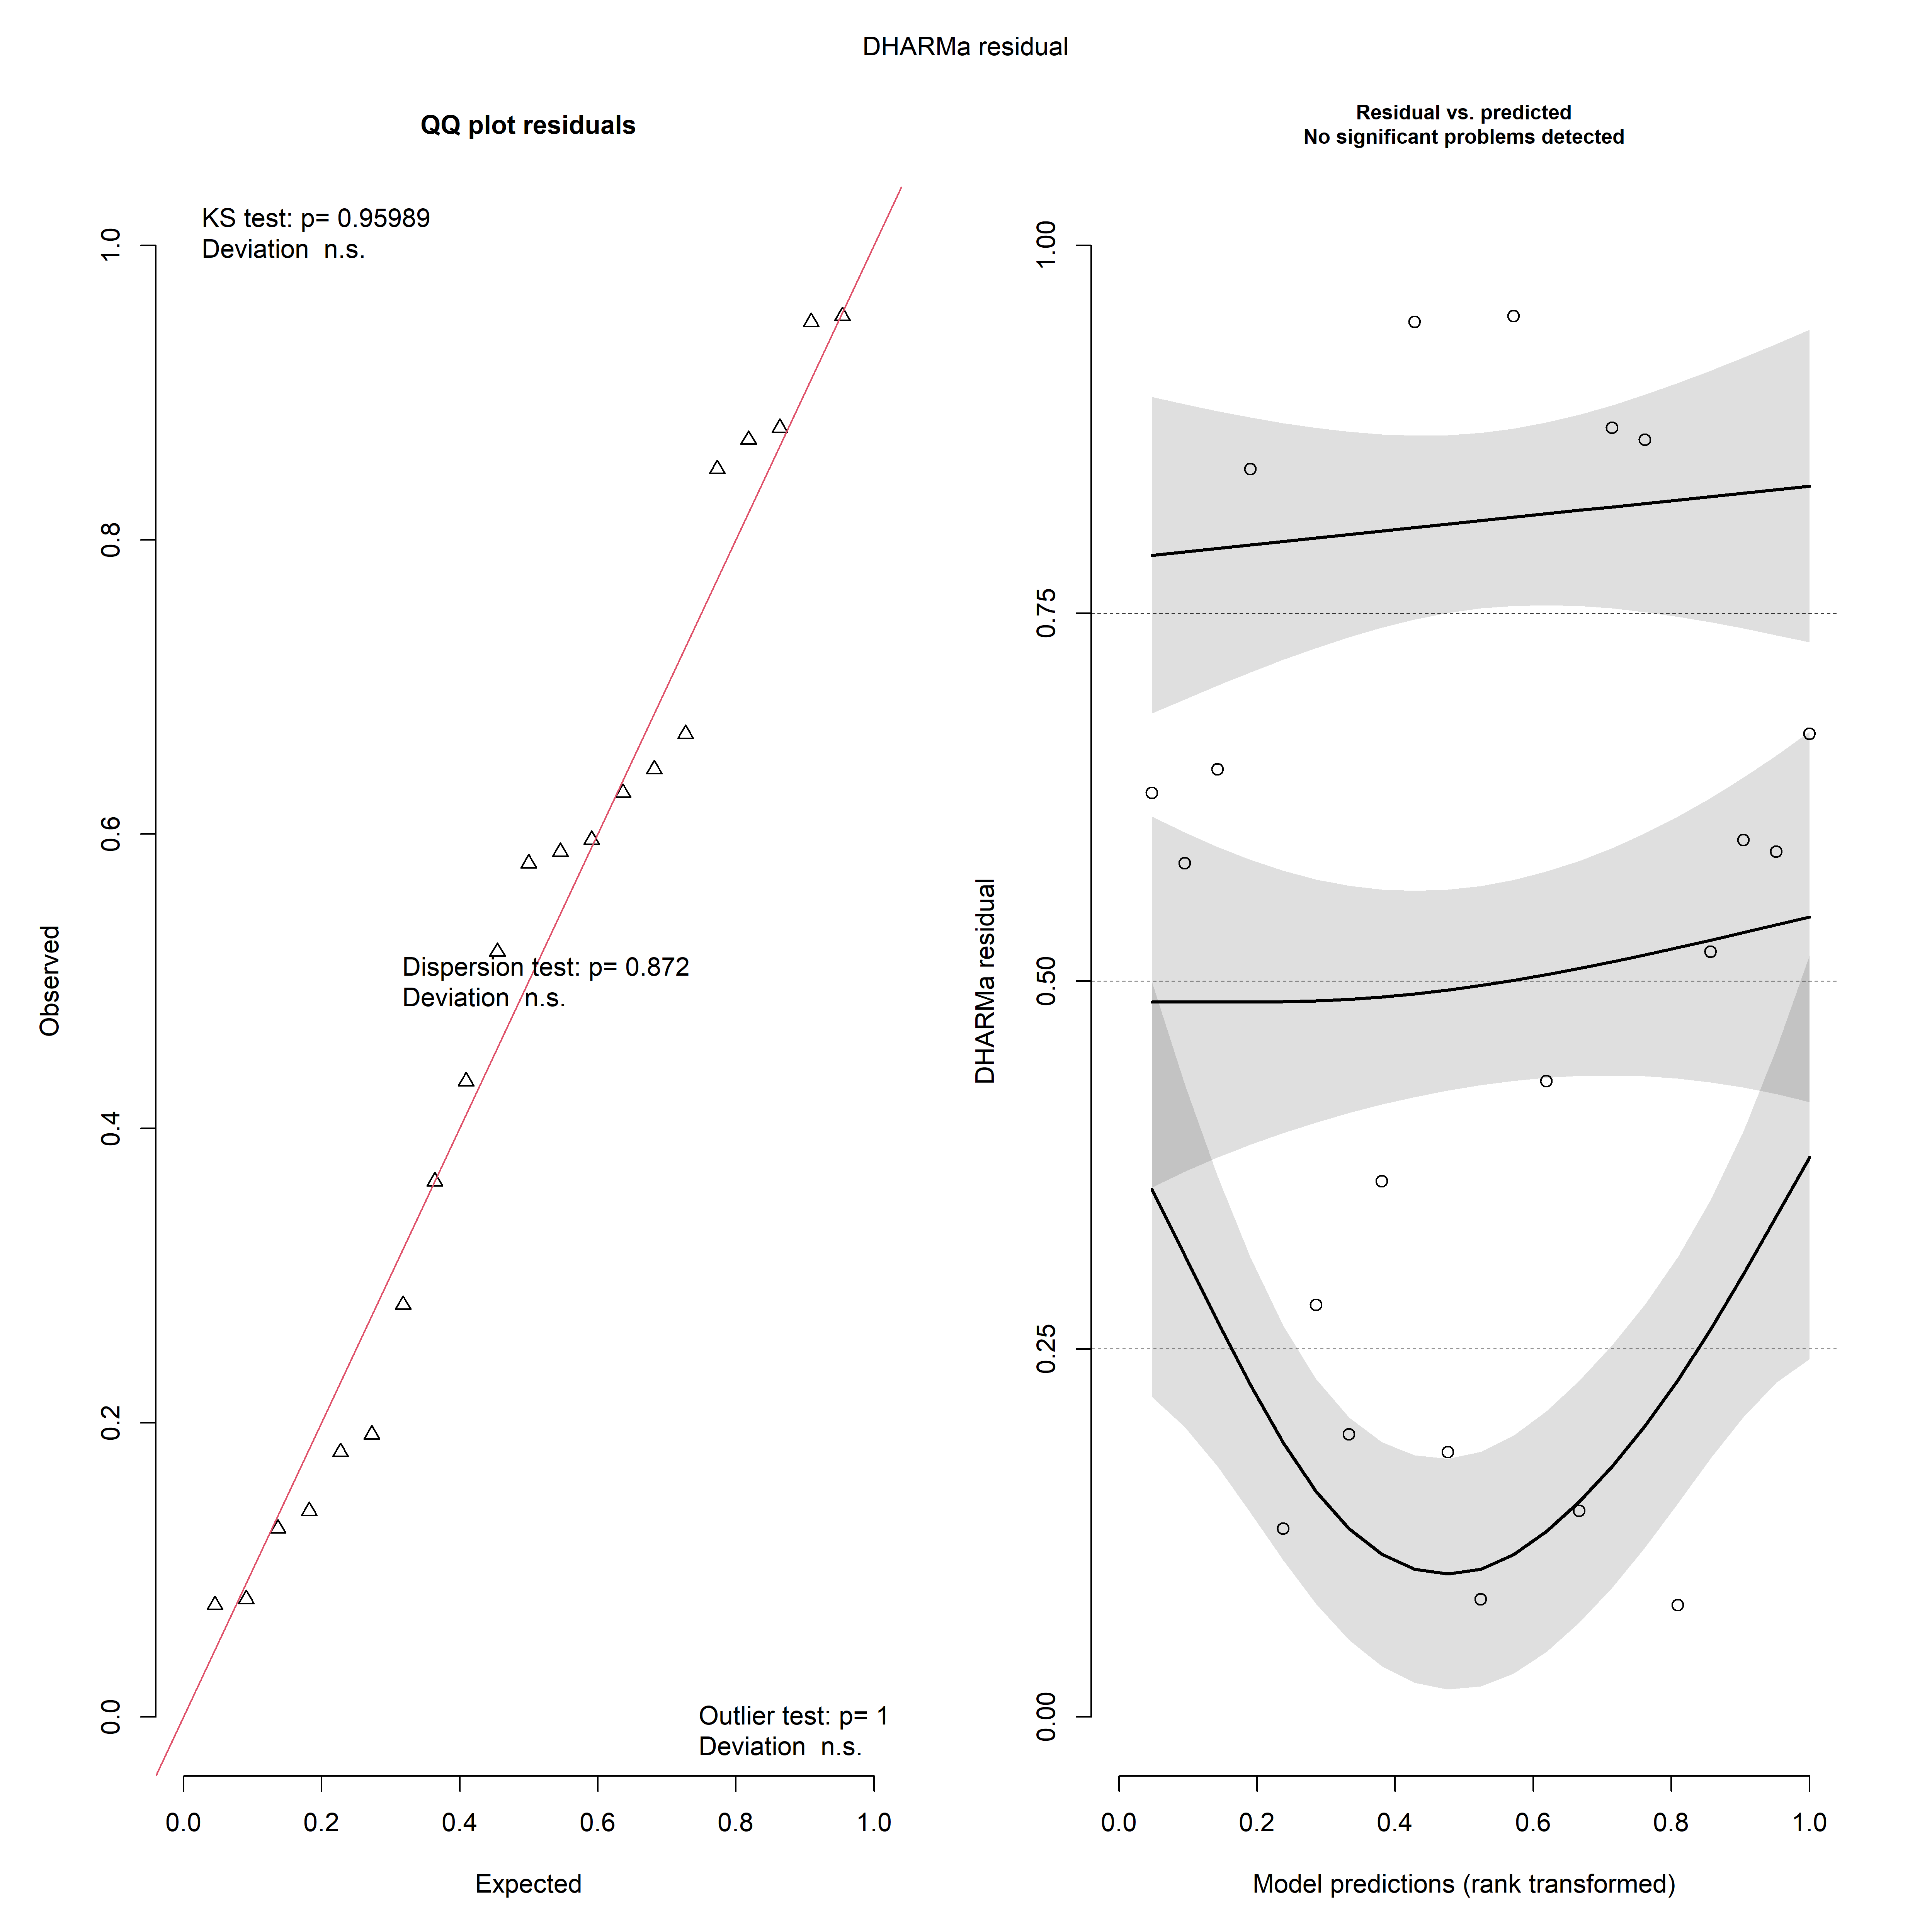 DHARMa residual
QQ plot residuals
KS test: p= 0.95989
Deviation  n.s.
Dispersion test: p= 0.872
Deviation  n.s.
Outlier test: p= 1
Deviation  n.s.
Observed
1.0
0.8
0.6
0.4
0.2
0.0
0.0 0.2 0.4 0.6 0.8 1.0
Expected
Residual vs. predicted
No significant problems detected
DHARMa residual
1.00
0.75
0.50
0.25
0.00
0.0 0.2 0.4 0.6 0.8 1.0
Model predictions (rank transformed)